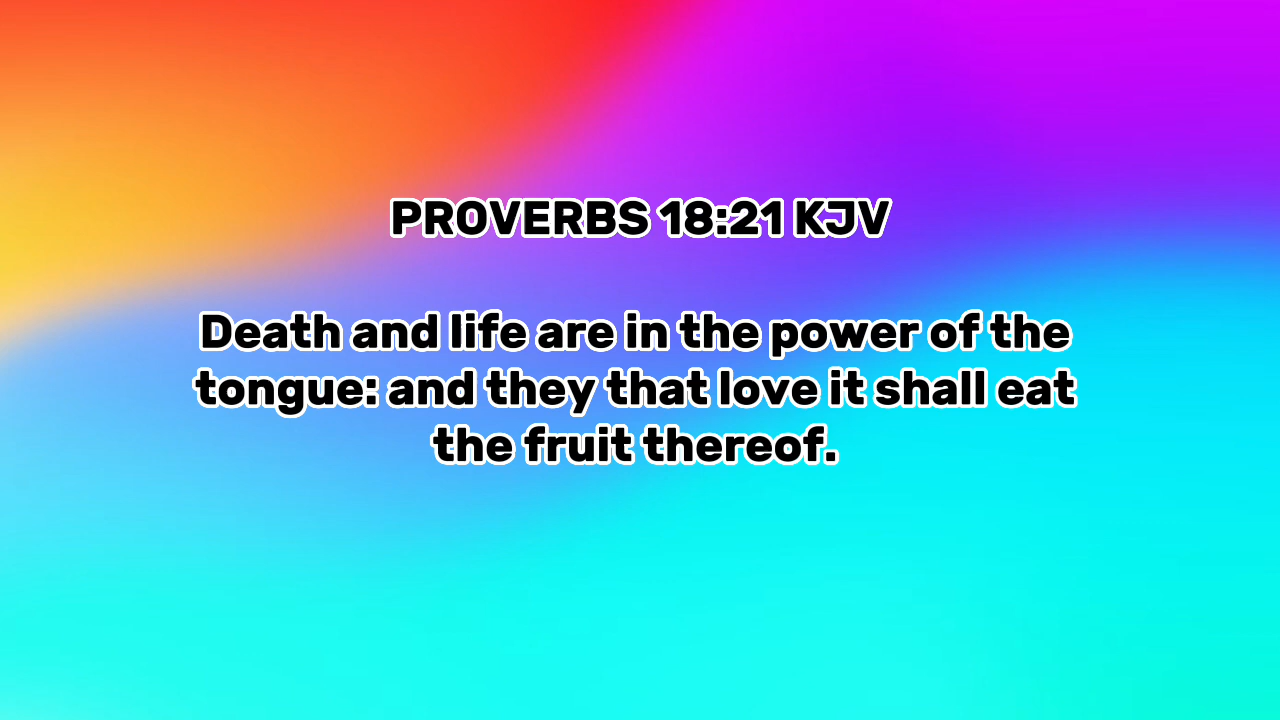 PROVERBS 18:21 KJV
Death and life are in the power of the
tongue: and they that love it shall eat
the fruit thereof.